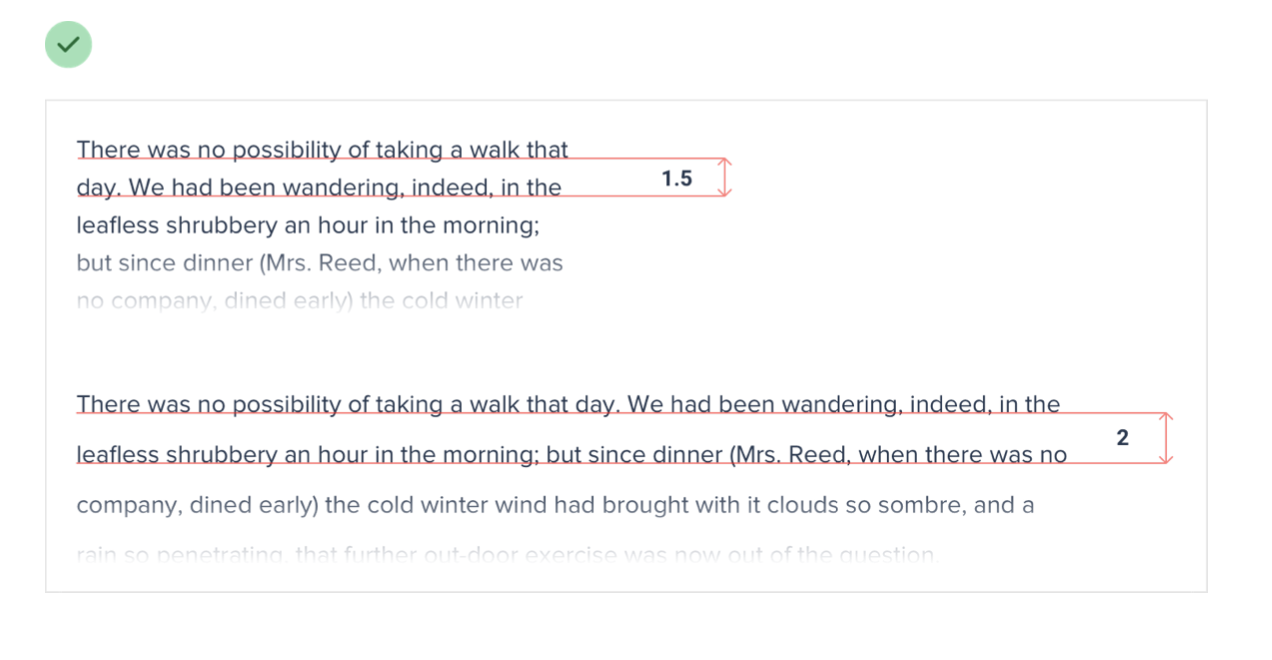 There was no possibility of taking a walk that
day. We had been wandering, indeed, in the
1.5
leafless shrubbery an hour in the morning;
but since dinner (Mrs. Reed, when there was
no company, dined early) the cold winter
There was no possibility of taking a walk that day. We had been wandering, indeed, in the
2
leafless shrubbery an hour in the morning; but since dinner (Mrs. Reed, when there was no
company, dined early) the cold winter wind had brought with it clouds so sombre, and a
rain so penetrating, that further out-door exercise was now out of the question.